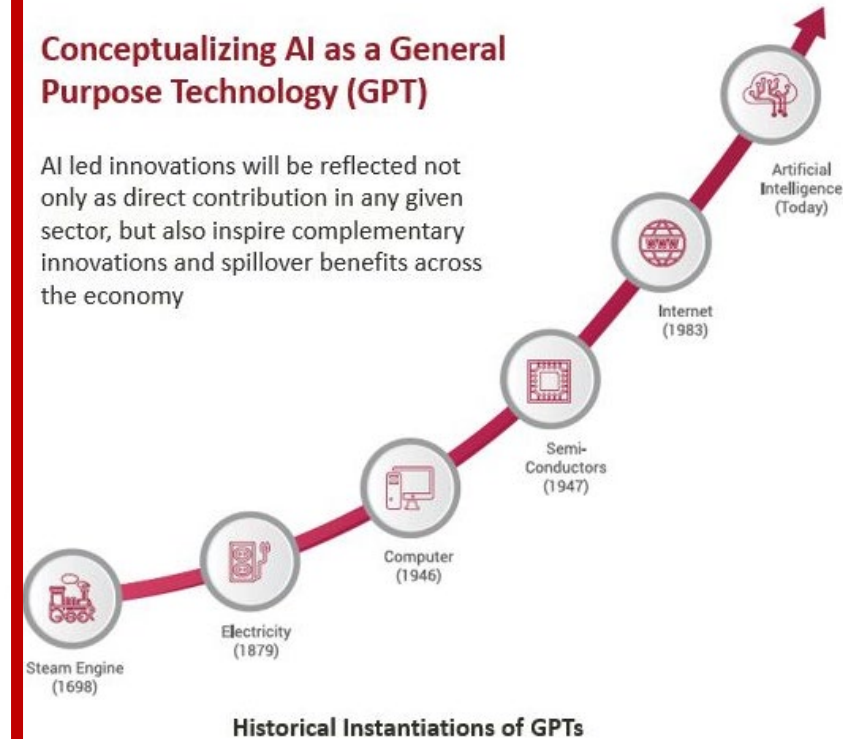 Conceptualizing AI as a General
Purpose Technology (GPT)
AI led innovations will be reflected not
only as direct contribution in any given
sector, but also inspire complementary
innovations and spillover benefits across
the economy
Artificial
Intelligence
(Today)
WWW
Internet
(1983)
Semi-
Conductors
(1947)
Computer
(1946)
Electricity
(1879)
Steam Engine
(1698)
Historical Instantiations of GPTs